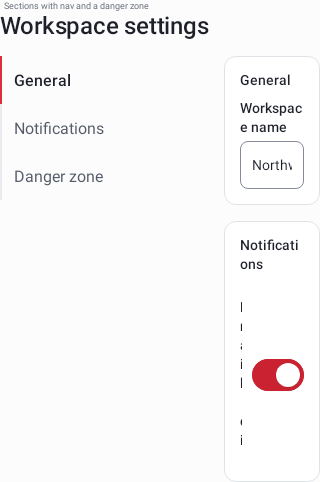 Sections with nav and a danger zone
Workspace settings
General
Notifications
Danger zone
General
Workspac
e name
Northv
Notificati
ons